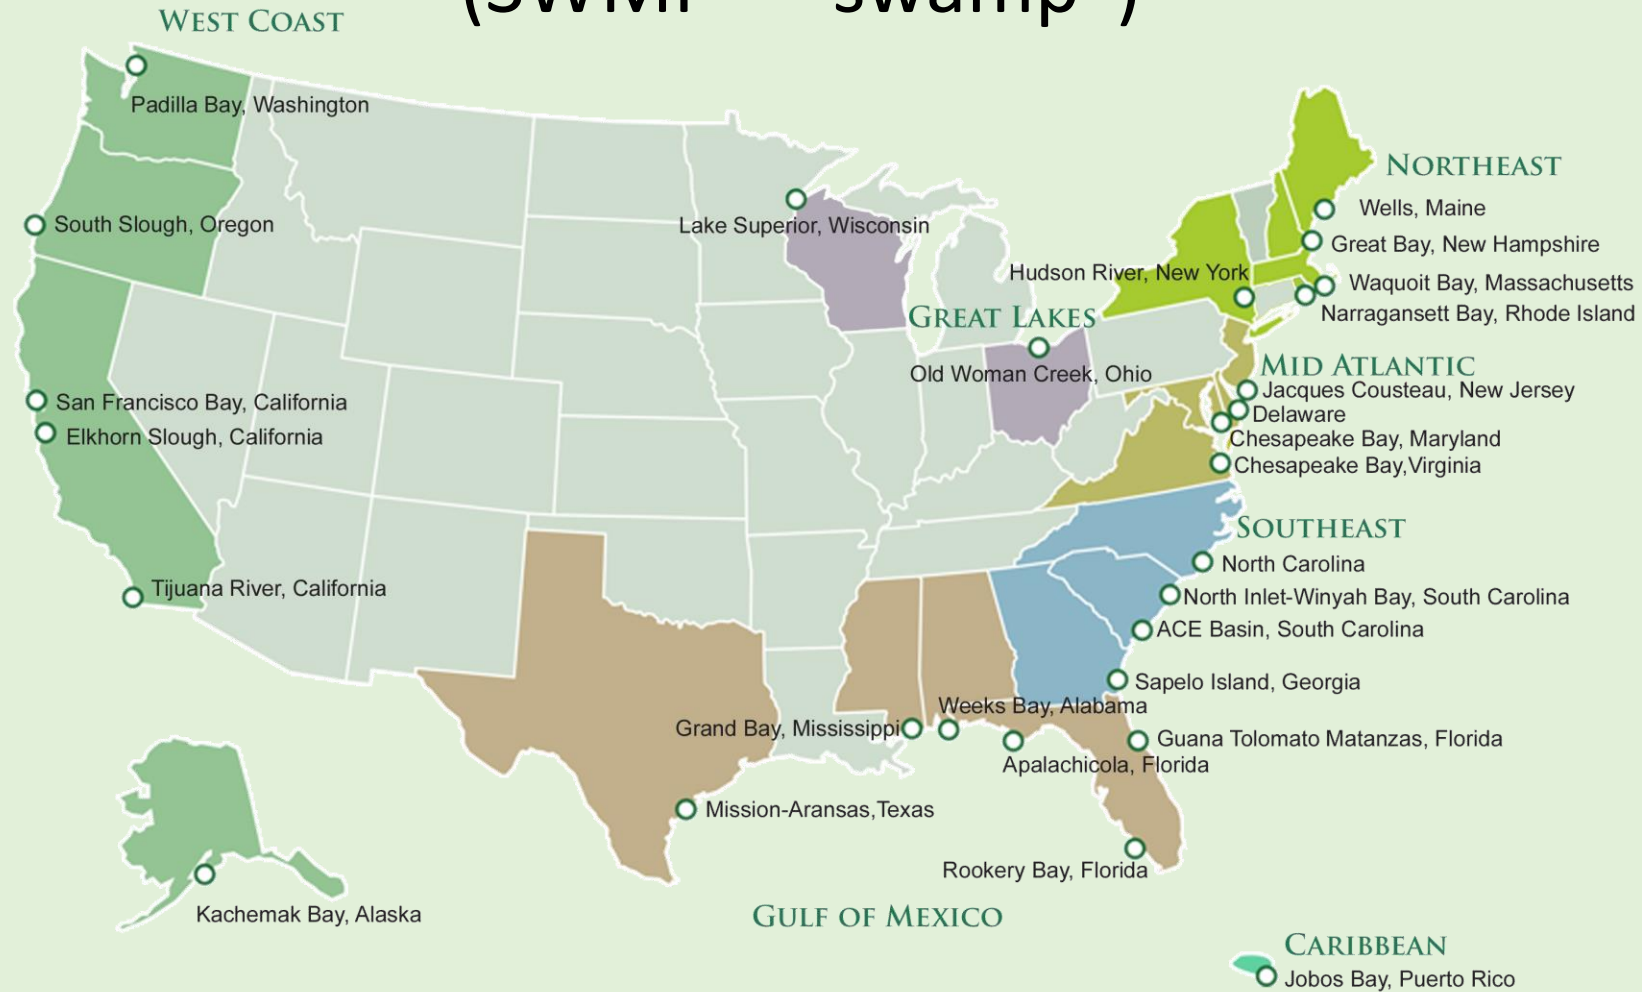 WEST COAST
Padilla Bay, Washington
South Slough, Oregon
San Francisco Bay, California
Elkhorn Slough, California
Tijuana River, California
Kachemak Bay, Alaska
Lake Superior, Wisconsin
GREAT LAKES
Old Woman Creek, Ohio
NORTHEAST
Wells, Maine
Great Bay, New Hampshire
Hudson River, New York
Waquoit Bay, Massachusetts
Narragansett Bay, Rhode Island
MID ATLANTIC
Jacques Cousteau, New Jersey
Delaware
Chesapeake Bay, Maryland
Chesapeake Bay,Virginia
SOUTHEAST
North Carolina
North Inlet-Winyah Bay, South Carolina
ACE Basin, South Carolina
Sapelo Island, Georgia
Weeks Bay, Alabama
Grand Bay, Mississippi
Guana Tolomato Matanzas, Florida
Apalachicola, Florida
Mission-Aransas,Texas
Rookery Bay, Florida
GULF OF MEXICO
CARIBBEAN
Jobos Bay, Puerto Rico